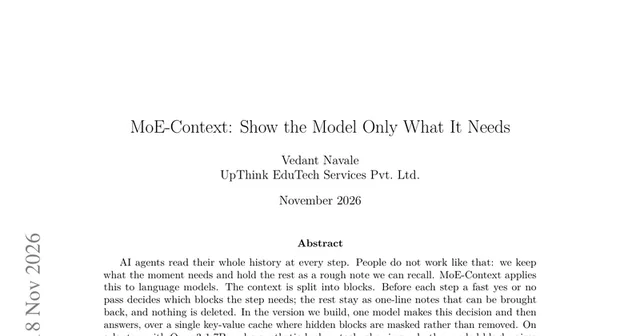 MoE-Context: Show the Model Only What It Needs
Vedant Navale
UpThink EduTech Services Pvt. Ltd.
November 2026
Abstract
AI agents read their whole history at every step. People do not work like that: we keep
what the moment needs and hold the rest as a rough note we can recall. MoE-Context applies
this to language models. The context is split into blocks. Before each step a fast yes or no
pass decides which blocks the step needs; the rest stay as one-line notes that can be brought
back, and nothing is deleted. In the version we build, one model makes this decision and then
answers, over a single key-value cache where hidden blocks are masked rather than removed. On
8 Nov 2026